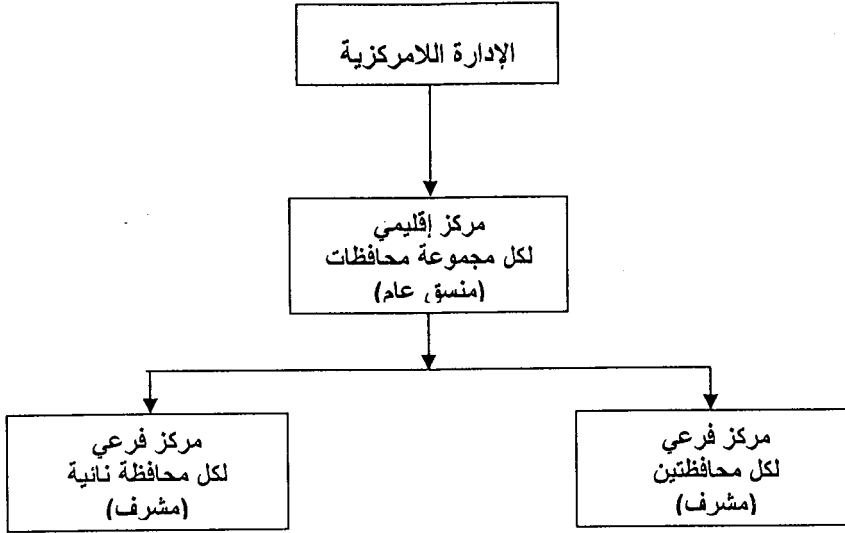 الإدارة اللامركزية
مركز إقليمي
لكل مجموعة محافظات
(منسق عام)
مركز فرعي
لكل محافظتين
(مشرف)
مركز فرعي
لكل محافظة نائية
(مشرف)